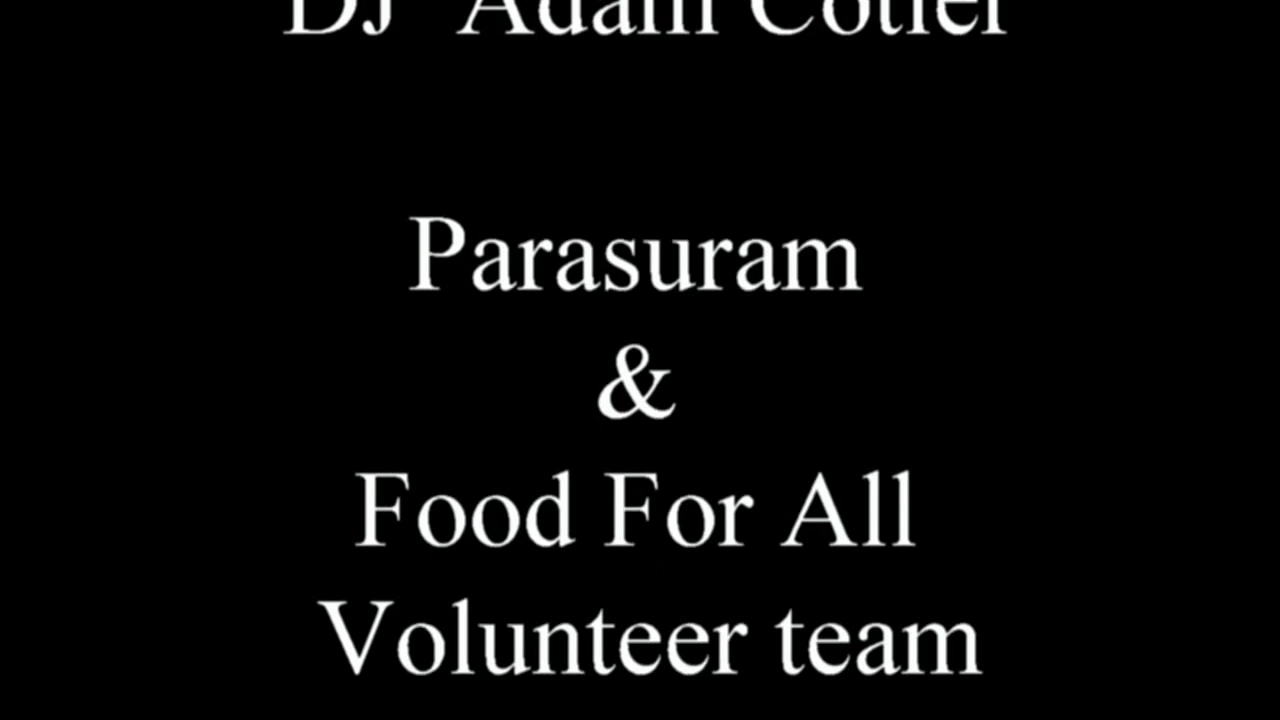 DJ Adam
Parasuram
&
Food For All
Volunteer team